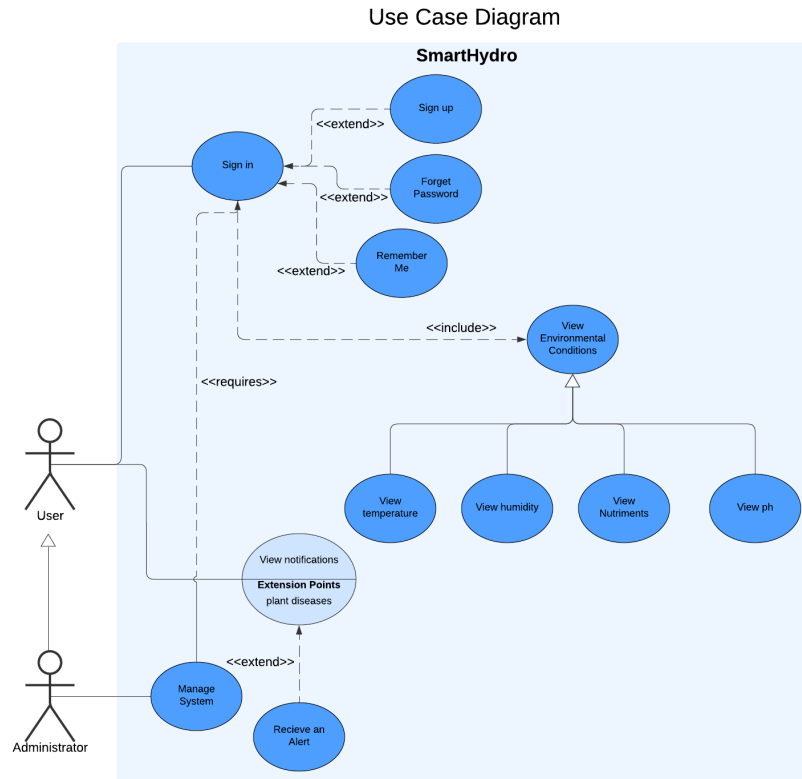 Use Case Diagram
SmartHydro
Sign up
<<extend>>
Sign in
Forget
Password
<<extend>>
Remember
Me
<<extend>>
<<include>>
View
Environmental
Conditions
<<requires>>
View
temperature
View humidity
View
Nutriments
View ph
User
View notifications
Extension Points
plant diseases
<<extend>>
Manage
System
Recieve an
Alert
Administrator